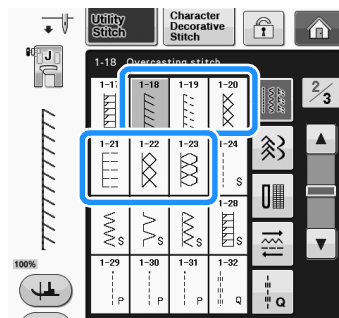 Utility
Stitch
Character
Decorative
Stitch
J
1-18 Overcasting stitch
1-17 1-18 1-19 1-20
2/3
1-21 1-22 1-23 1-24
S
1-28
S S S S
1-29 1-30 1-31 1-32
P P P Q
Q
100%